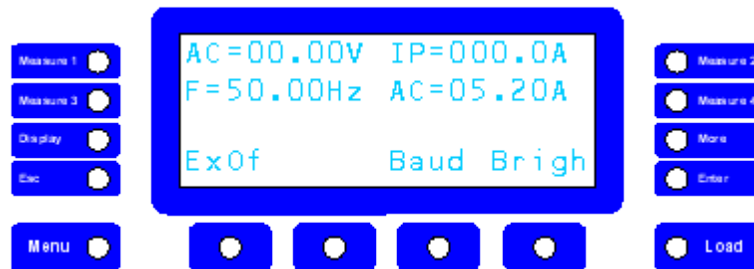 Measure 1
Measure 3
Display
Esc
Menu
AC=00.00V IP=000.0A
F=50.00Hz AC=05.20A
ExOf Baud Brigh
Measure 2
Measure 4
More
Enter
Load